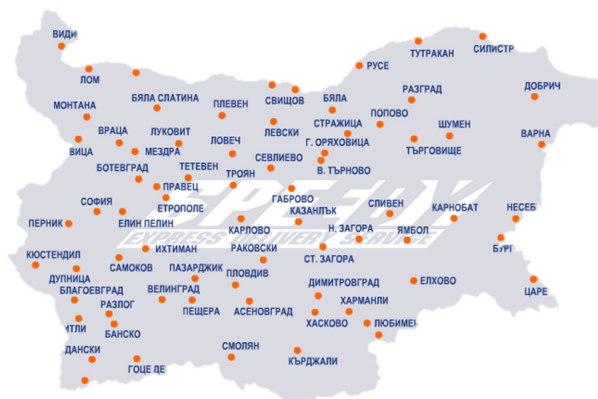 ВИДИ
СИЛИСТР
ТУТРАКАН
ЛОМ
РУСЕ
ДОБРИЧ
РАЗГРАД
МОНТАНА
БЯЛА СЛАТИНА
ПЛЕВЕН
СВИЩОВ
БЯЛА
ПОПОВО
СТРАЖИЦА
ШУМЕН
ВАРНА
ВРАЦА
ЛУКОВИТ
ЛЕВСКИ
ЛОВЕЧ
Г. ОРЯХОВИЦА
ТЪРГОВИЩЕ
ВИЦА
МЕЗДРА
СЕВЛИЕВО
БОТЕВГРАД
ТЕТЕВЕН
ТРОЯН
В. ТЪРНОВО
ПРАВЕЦ
ГАБРОВО
СОФИЯ
ЕТРОПОЛЕ
SPEEDY
КАЗАНЛЪК
СЛИВЕН
КАРНОБАТ
НЕСЕБ
ПЕРНИК
ЕЛИН ПЕЛИН
КАРЛОВО
Н. ЗАГОРА
ЯМБОЛ
EXPRESS DELIVERY SERVICE
БУРГ
КЮСТЕНДИЛ
ИХТИМАН
РАКОВСКИ
СТ. ЗАГОРА
ДУПНИЦА
САМОКОВ
ПАЗАРДЖИК
ПЛОВДИВ
ДИМИТРОВГРАД
ЕЛХОВО
БЛАГОЕВГРАД
ВЕЛИНГРАД
ЦАРЕ
РАЗЛОГ
ПЕЩЕРА
АСЕНОВГРАД
ХАРМАНЛИ
ИТЛИ
БАНСКО
ХАСКОВО
ЛЮБИМЕ
ДАНСКИ
СМОЛЯН
КЪРДЖАЛИ
ГОЦЕ ДЕ